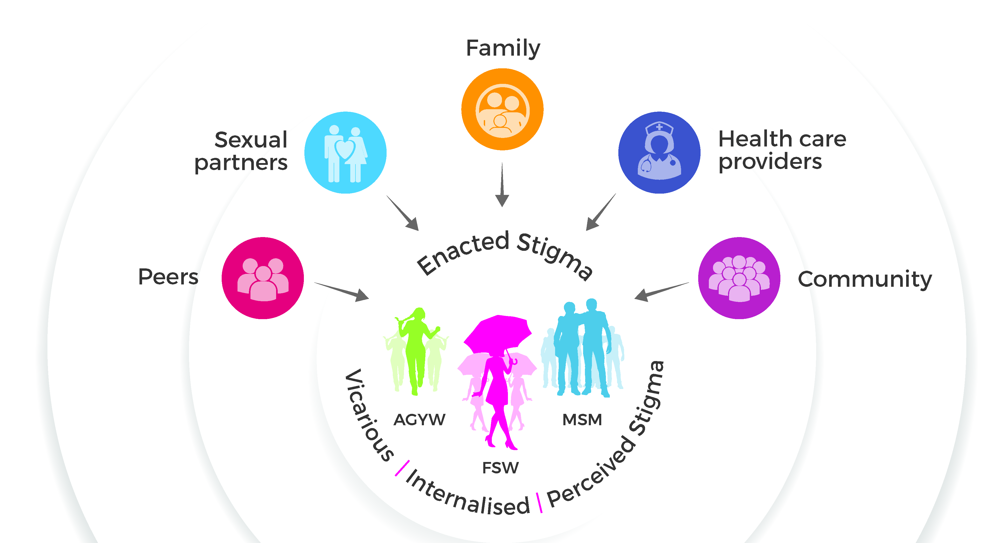 Family
Sexual
partners
Health care
providers
Enacted Stigma
Peers
Community
AGYW
MSM
FSW
Vicarious | Internalised | Perceived Stigma